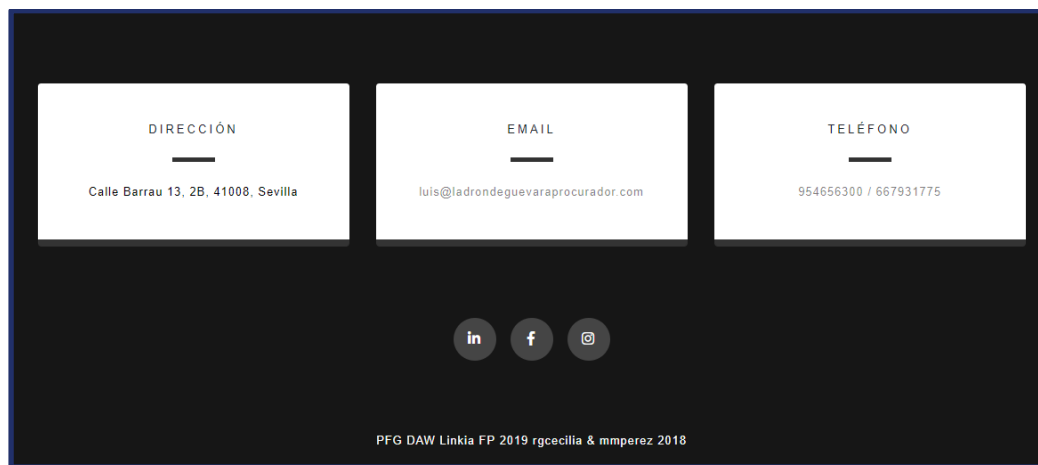 DIRECCIÓN
Calle Barrau 13, 2B, 41008, Sevilla
EMAIL
luis@ladrondeguevaraprocurador.com
TELÉFONO
954656300 / 667931775
in
f
PFG DAW Linkia FP 2019 rgcecilia & mmperez 2018